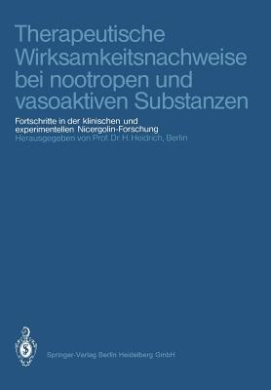 Therapeutische
Wirksamkeitsnachweise
bei nootropen und
vasoaktiven Substanzen
Fortschritte in der klinischen und
experimentellen Nicergolin-Forschung
Herausgegeben von Prof. Dr. H. Heidrich, Berlin
Springer-Verlag Berlin Heidelberg GmbH